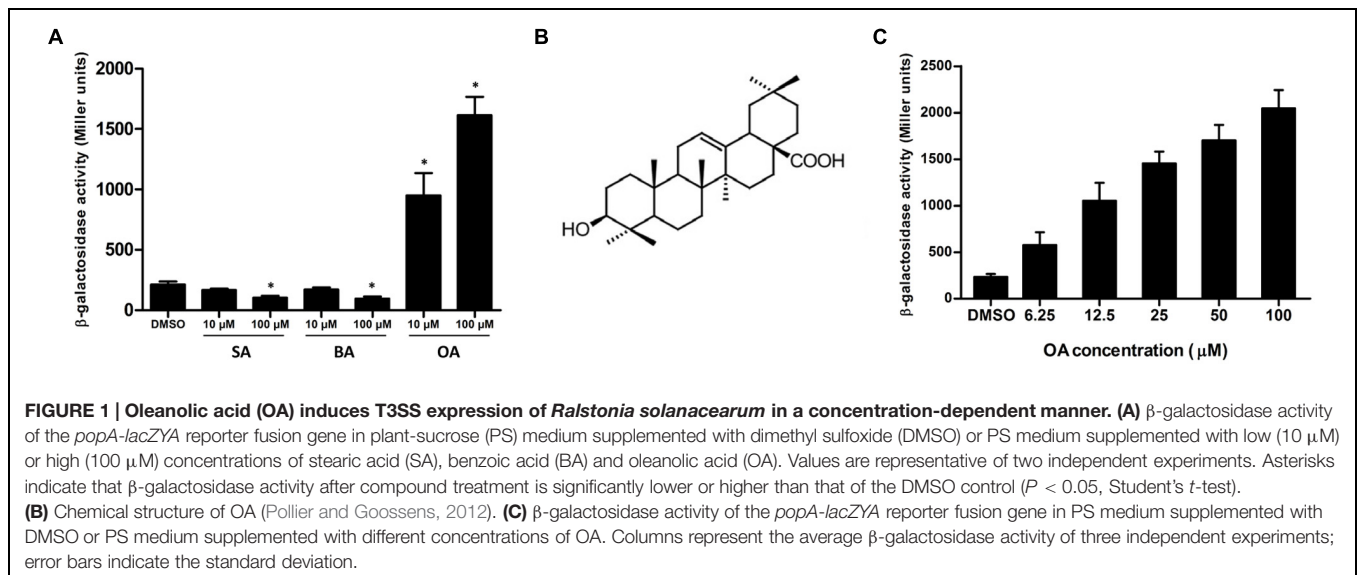 A
β-galactosidase activity (Miller units)
2000
1500
1000
500
0
*
*
*
*
DMSO 10 μM 100 μM 10 μM 100 μM 10 μM 100 μM
SA BA OA
B
HO
COOH
C
β-galactosidase activity (Miller units)
2500
2000
1500
1000
500
0
DMSO 6.25 12.5 25 50 100
OA concentration (μM)
FIGURE 1 | Oleanolic acid (OA) induces T3SS expression of Ralstonia solanacearum in a concentration-dependent manner. (A) β-galactosidase activity
of the popA-lacZYA reporter fusion gene in plant-sucrose (PS) medium supplemented with dimethyl sulfoxide (DMSO) or PS medium supplemented with low (10 μM)
or high (100 μM) concentrations of stearic acid (SA), benzoic acid (BA) and oleanolic acid (OA). Values are representative of two independent experiments. Asterisks
indicate that β-galactosidase activity after compound treatment is significantly lower or higher than that of the DMSO control (P < 0.05, Student's t-test).
(B) Chemical structure of OA (Pollier and Goossens, 2012). (C) β-galactosidase activity of the popA-lacZYA reporter fusion gene in PS medium supplemented with
DMSO or PS medium supplemented with different concentrations of OA. Columns represent the average β-galactosidase activity of three independent experiments;
error bars indicate the standard deviation.